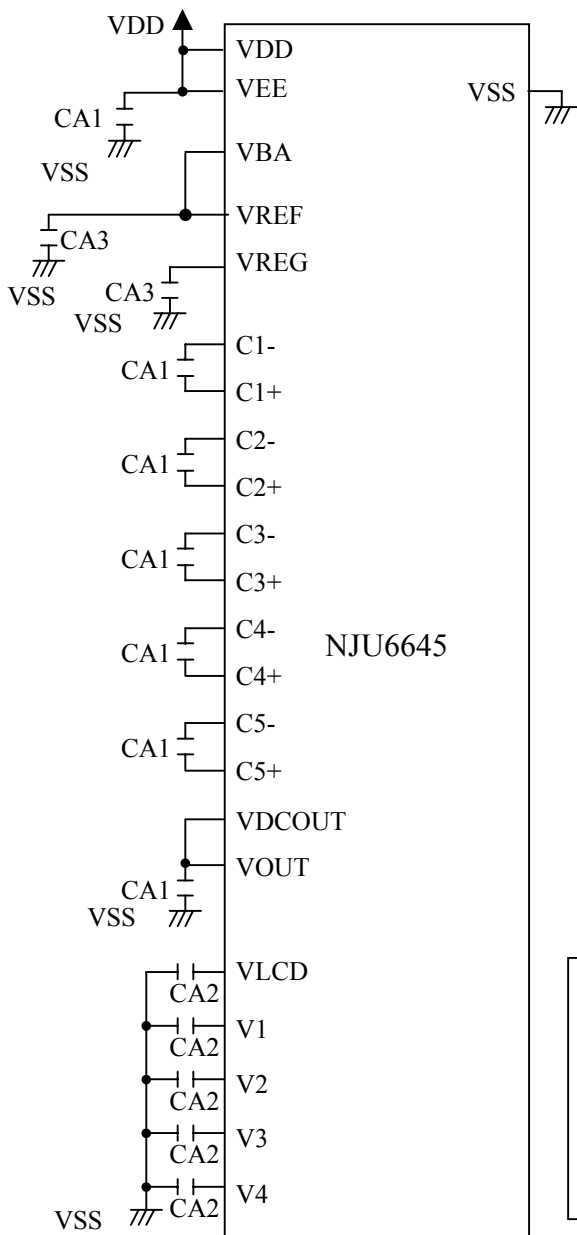 VDD
VDD
VEE
VSS
CA1
VSS
VBA
VREF
CA3
VSS
VREG
CA3
VSS
C1-
CA1
C1+
C2-
CA1
C2+
C3-
CA1
C3+
C4-
NJU6645
CA1
C4+
C5-
CA1
C5+
VDCOUT
VOUT
CA1
VSS
VLCD
CA2
V1
CA2
V2
CA2
V3
CA2
V4
CA2
VSS